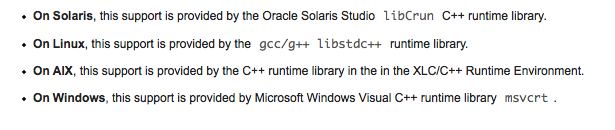 • On Solaris, this support is provided by the Oracle Solaris Studio libCrun C++ runtime library.
• On Linux, this support is provided by the gcc/g++ libstdc++ runtime library.
• On AIX, this support is provided by the C++ runtime library in the in the XLC/C++ Runtime Environment.
• On Windows, this support is provided by Microsoft Windows Visual C++ runtime library msvcrt .